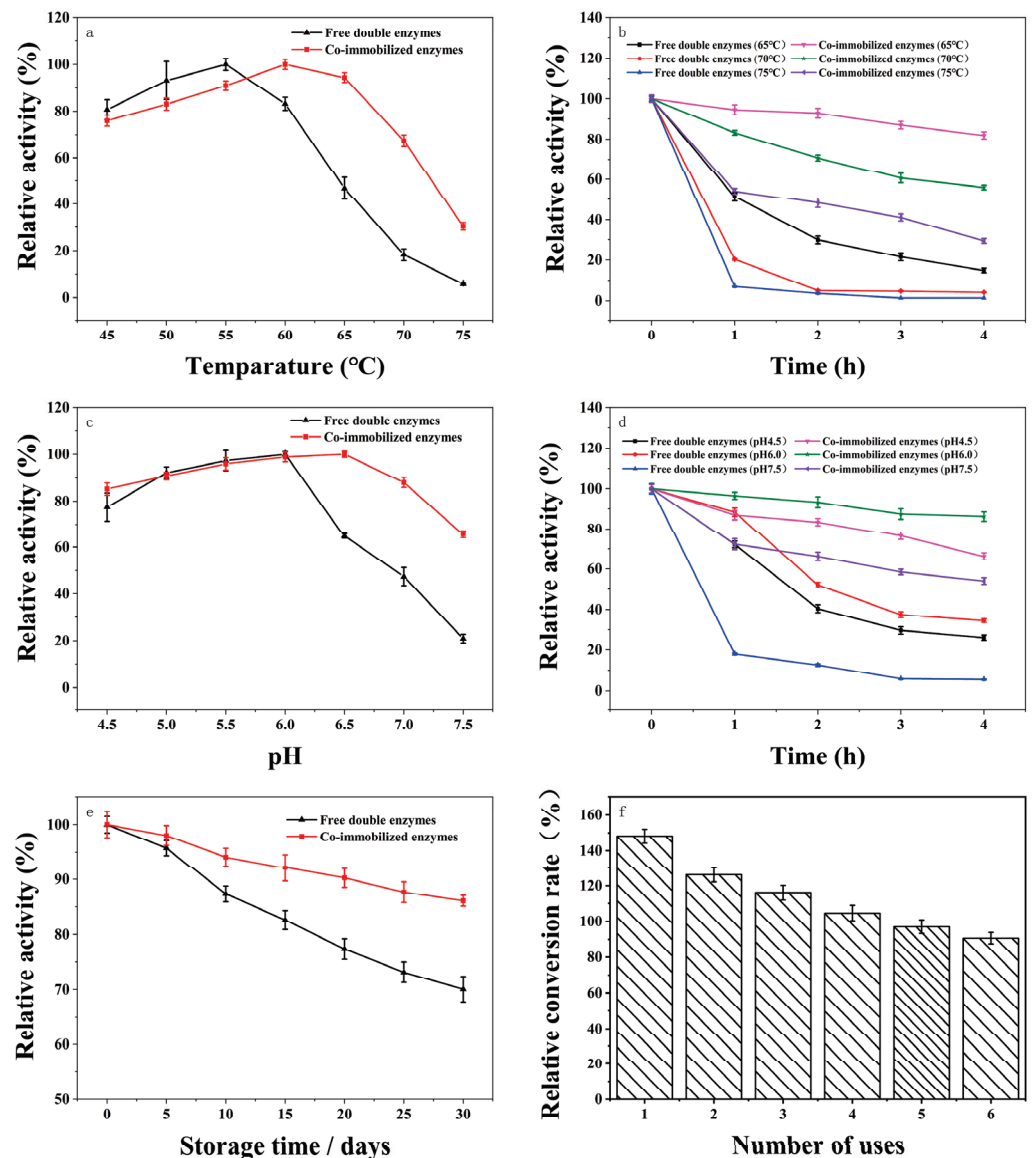 a
Free double enzymes
Co-immobilized enzymes
Relative activity (%)
120
100
80
60
40
20
0
45 50 55 60 65 70 75
Temparature (℃)
b
Free double enzymes (65℃)
Free double enzymes (70℃)
Free double enzymes (75℃)
Co-immobilized enzymes (65℃)
Co-immobilized enzymes (70℃)
Co-immobilized enzymes (75℃)
Relative activity (%)
140
120
100
80
60
40
20
0
0 1 2 3 4
Time (h)
c
Free double enzymes
Co-immobilized enzymes
Relative activity (%)
120
100
80
60
40
20
0
4.5 5.0 5.5 6.0 6.5 7.0 7.5
pH
d
Free double enzymes (pH4.5)
Free double enzymes (pH6.0)
Free double enzymes (pH7.5)
Co-immobilized enzymes (pH4.5)
Co-immobilized enzymes (pH6.0)
Co-immobilized enzymes (pH7.5)
Relative activity (%)
140
120
100
80
60
40
20
0
0 1 2 3 4
Time (h)
e
Free double enzymes
Co-immobilized enzymes
Relative activity (%)
100
90
80
70
60
50
0 5 10 15 20 25 30
Storage time / days
f
Relative conversion rate (%)
160
140
120
100
80
60
40
20
0
1 2 3 4 5 6
Number of uses